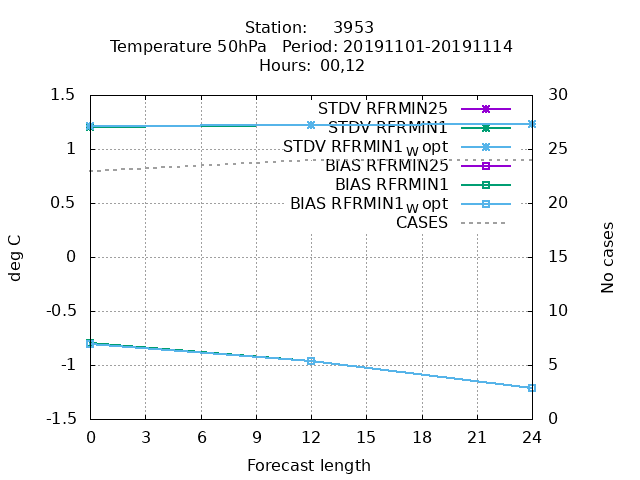 Station: 3953
Temperature 50hPa Period: 20191101-20191114
Hours: 00,12
1.5
1
0.5
0
-0.5
-1
-1.5
deg C
30
25
20
15
10
5
0
No cases
STDV RFRMIN25
STDV RFRMIN1
STDV RFRMIN1W opt
BIAS RFRMIN25
BIAS RFRMIN1
BIAS RFRMIN1W opt
CASES
0 3 6 9 12 15 18 21 24
Forecast length